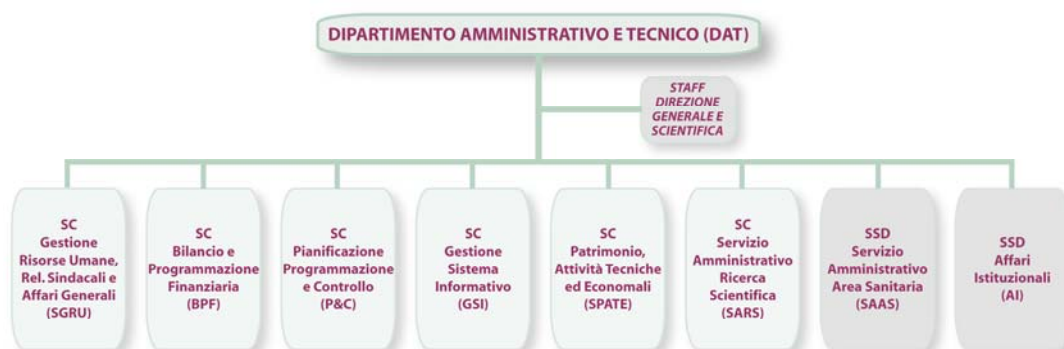 DIPARTIMENTO AMMINISTRATIVO E TECNICO (DAT)
STAFF
DIREZIONE
GENERALE E
SCIENTIFICA
SC
Gestione
Risorse Umane,
Rel. Sindacali e
Affari Generali
(SGRU)
SC
Bilancio e
Programmazione
Finanziaria
(BPF)
SC
Pianificazione
Programmazione
e Controllo
(P&C)
SC
Gestione
Sistema
Informativo
(GSI)
SC
Patrimonio,
Attività Tecniche
ed Economali
(SPATE)
SC
Servizio
Amministrativo
Ricerca
Scientifica
(SARS)
SSD
Servizio
Amministrativo
Area Sanitaria
(SAAS)
SSD
Affari
Istituzionali
(AI)